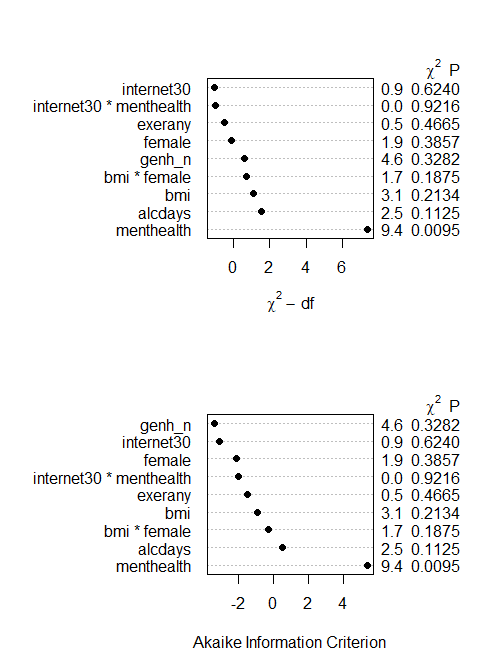 χ2 P
internet30 0.9 0.6240
internet30 * menthealth 0.0 0.9216
exerany 0.5 0.4665
female 1.9 0.3857
genh_n 4.6 0.3282
bmi * female 1.7 0.1875
bmi 3.1 0.2134
alcdays 2.5 0.1125
menthealth 9.4 0.0095
0 2 4 6
χ2 − df
χ2 P
genh_n 4.6 0.3282
internet30 0.9 0.6240
female 1.9 0.3857
internet30 * menthealth 0.0 0.9216
exerany 0.5 0.4665
bmi 3.1 0.2134
bmi * female 1.7 0.1875
alcdays 2.5 0.1125
menthealth 9.4 0.0095
-2 0 2 4
Akaike Information Criterion